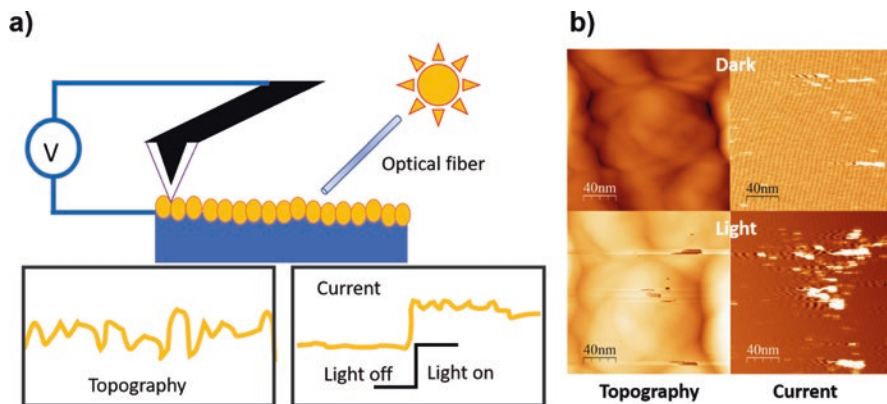 a)
V
Optical fiber
Topography
Current
Light off
Light on
b)
Dark
40nm
40nm
Light
40nm
40nm
Topography
Current